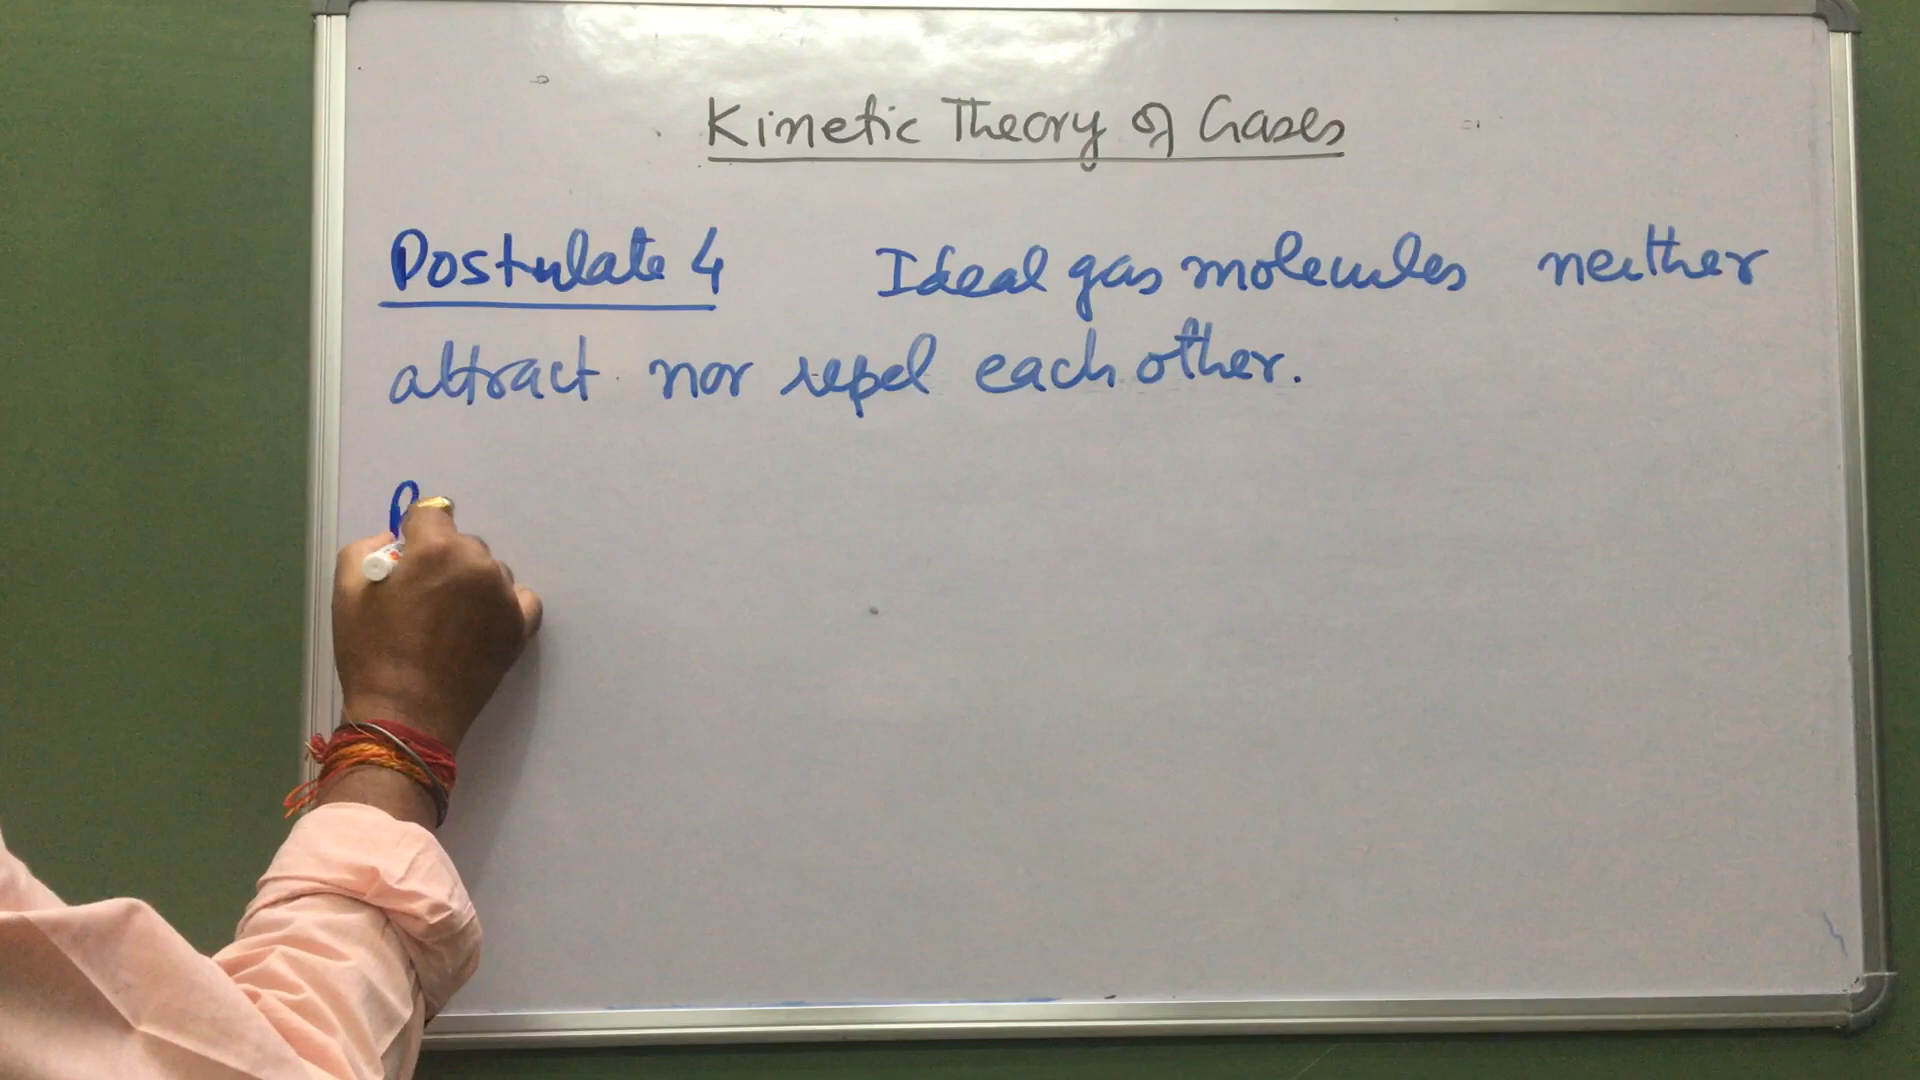 Kinetic Theory of Gases
Postulate 4 Ideal gas molecules neither
attract nor repel each other.
P